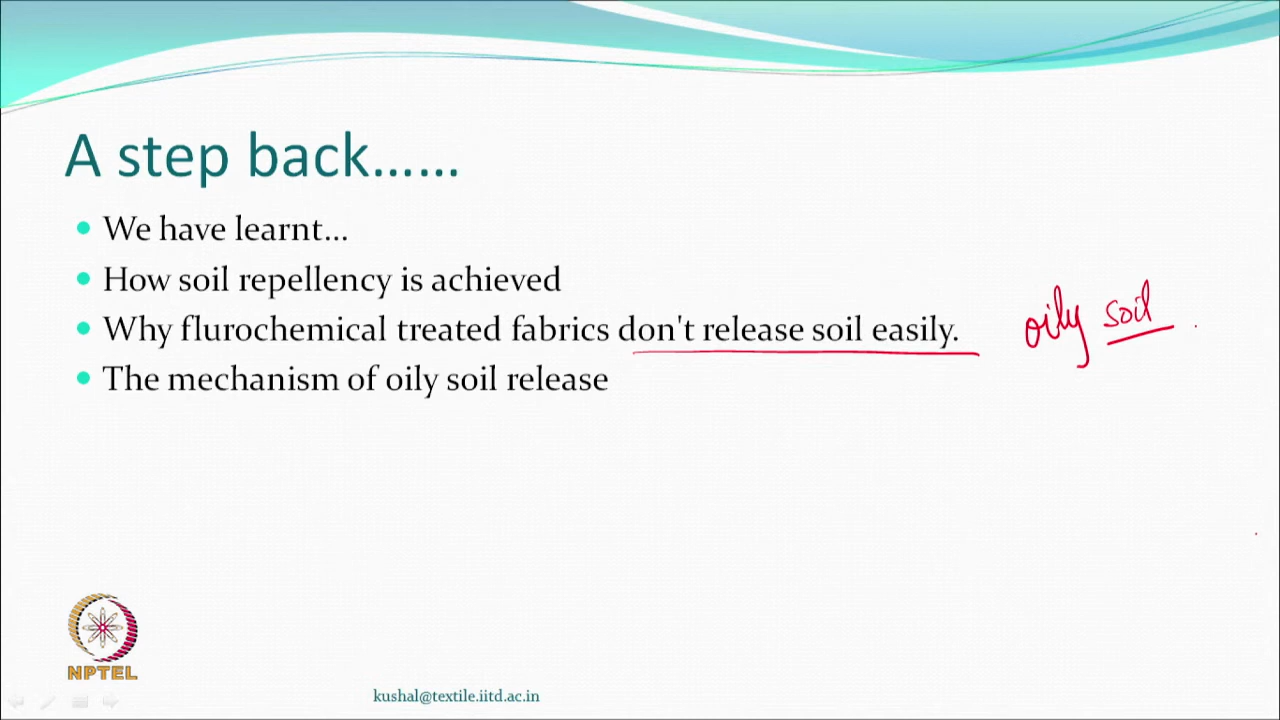 A step back......
We have learnt...
How soil repellency is achieved
Why flurochemical treated fabrics don't release soil easily.
oily soil
The mechanism of oily soil release
NPTEL
kushal@textile.iitd.ac.in